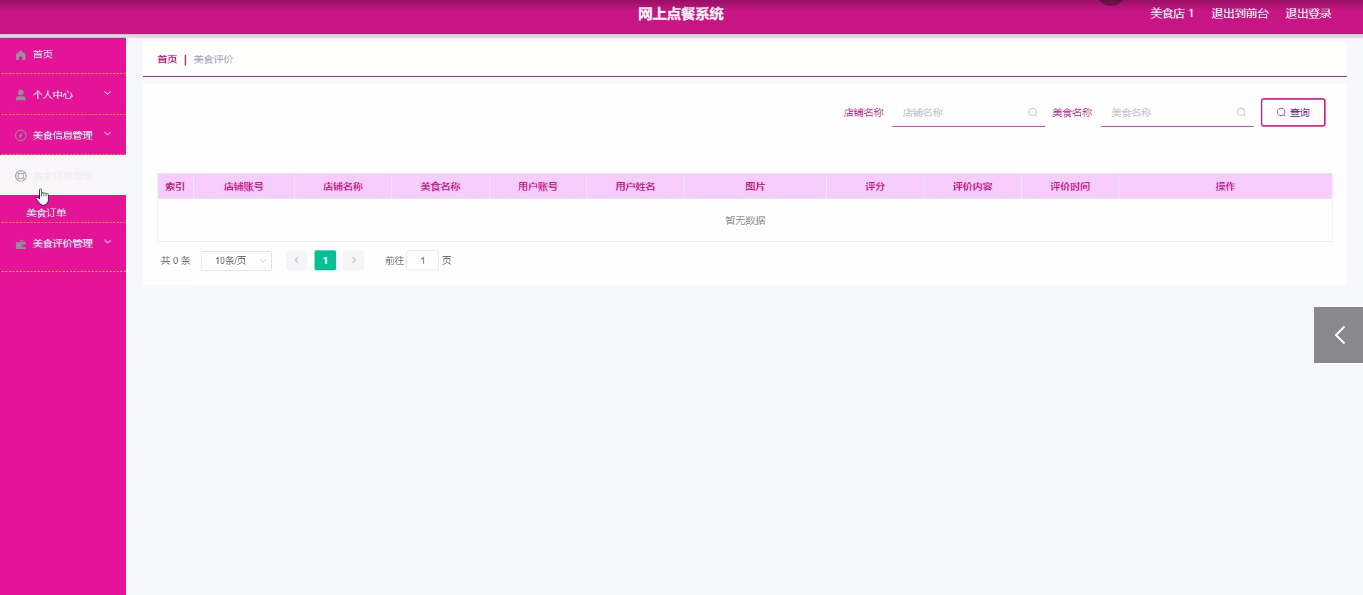 网上点餐系统
美食店 1 退出到前台 退出登录
首页
个人中心
美食信息管理
美食订单
美食评价管理
首页 | 美食评价
店铺名称 店铺名称 美食名称 美食名称 查询
索引 店铺账号 店铺名称 美食名称 用户账号 用户姓名 图片 评分 评价内容 评价时间 操作
暂无数据
共 0 条 10条/页 1 前往 1 页